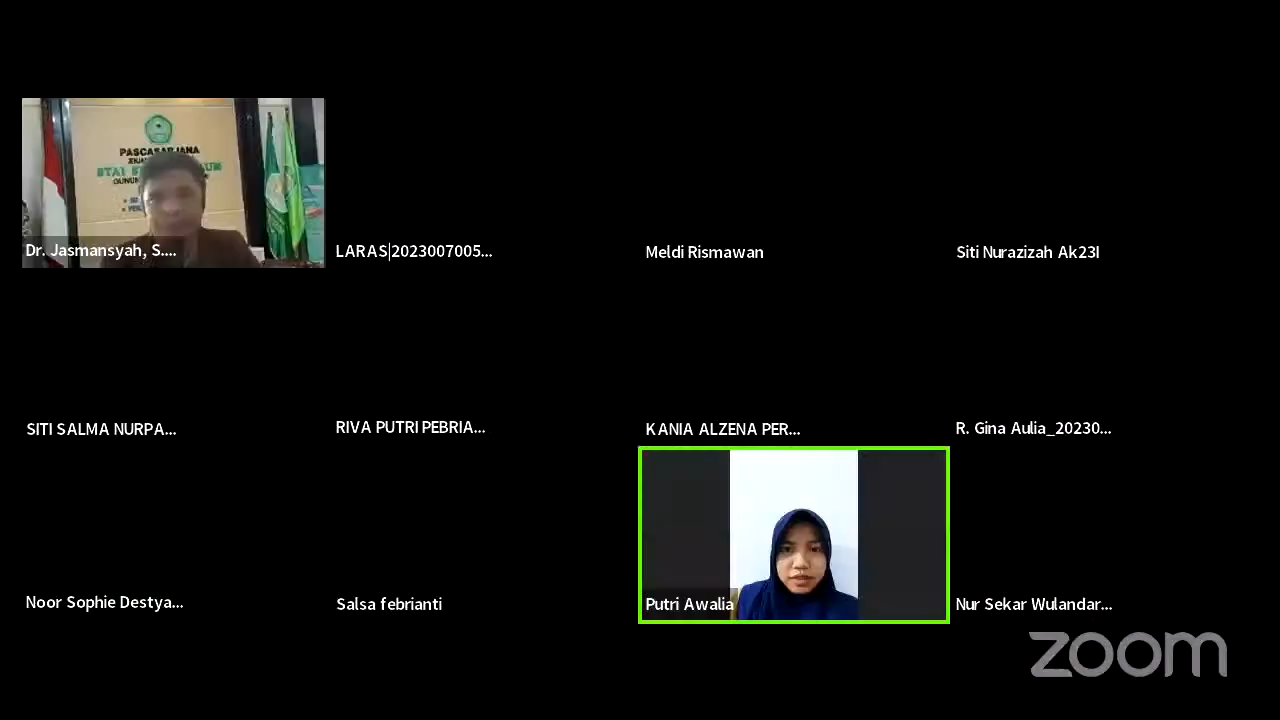 PASCASARJANA
STAI
Dr. Jasmansyah, S....
LARAS|2023007005...
Meldi Rismawan
Siti Nurazizah Ak23I
SITI SALMA NURPA...
RIVA PUTRI PEBRIA...
KANIA ALZENA PER...
R. Gina Aulia_20230...
Noor Sophie Destya...
Salsa febrianti
Putri Awalia
Nur Sekar Wulandar...
zoom